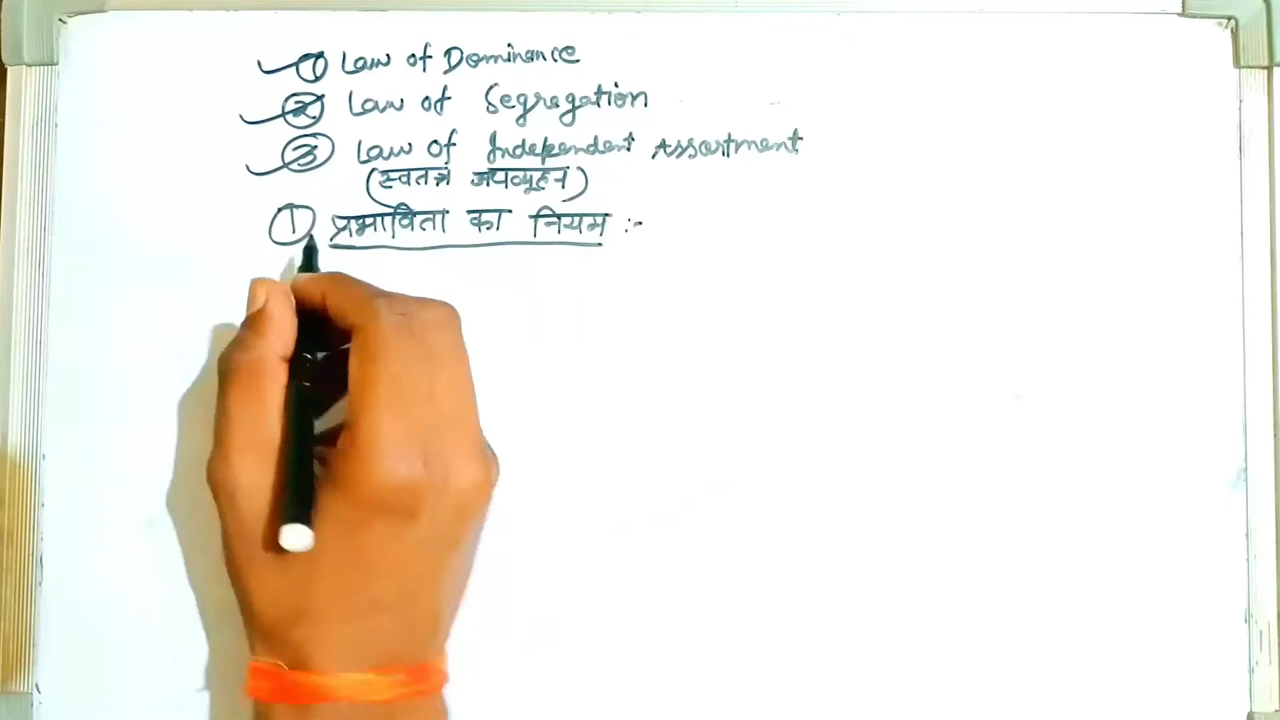 ① Law of Dominance
② Law of Segregation
③ Law of Independent Assortment
(स्वतंत्र अपव्यूहन)
① प्रभाविता का नियम :-